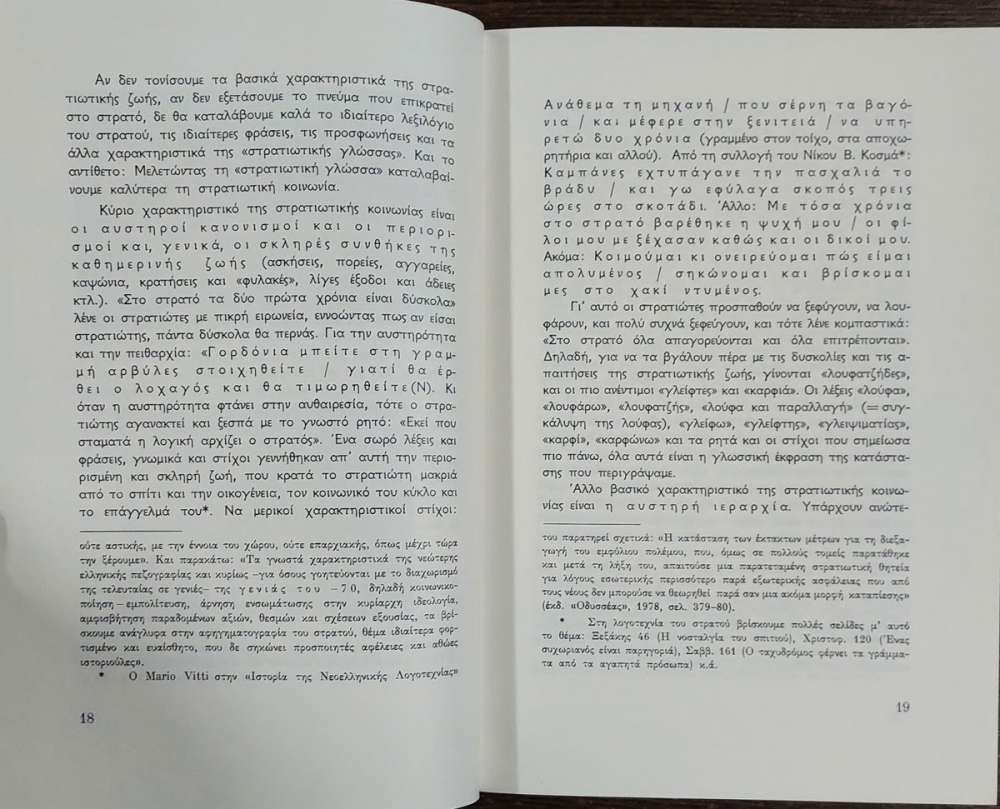 Αν δεν τονίσουμε τα βασικά χαρακτηριστικά της στρα-
τιωτικής ζωής, αν δεν εξετάσουμε το πνεύμα που επικρατεί
στο στρατό, δε θα καταλάβουμε καλά το ιδιαίτερο λεξιλόγιο
του στρατού, τις ιδιαίτερες φράσεις, τις προσφωνήσεις και τα
άλλα χαρακτηριστικά της «στρατιωτικής γλώσσας». Και το
αντίθετο: Μελετώντας τη «στρατιωτική γλώσσα» καταλαβαί-
νουμε καλύτερα τη στρατιωτική κοινωνία.
Κύριο χαρακτηριστικό της στρατιωτικής κοινωνίας είναι
οι αυστηροί κανονισμοί και οι περιορι-
σμοί και, γενικά, οι σκληρές συνθήκες της
καθημερινής ζωής (ασκήσεις, πορείες, αγγαρείες,
καψώνια, κρατήσεις και «φυλακές», λίγες έξοδοι και άδειες
κτλ.). «Στο στρατό τα δύο πρώτα χρόνια είναι δύσκολα»
λένε οι στρατιώτες με πικρή ειρωνεία, εννοώντας πως αν είσαι
στρατιώτης, πάντα δύσκολα θα περνάς. Για την αυστηρότητα
και την πειθαρχία: «Γορδόνια μπείτε στη γραμ-
μή αρβύλες στοιχηθείτε / γιατί θα έρ-
θει ο λοχαγός και θα τιμωρηθείτε(Ν). Κι
όταν η αυστηρότητα φτάνει στην αυθαιρεσία, τότε ο στρα-
τιώτης αγανακτεί και ξεσπά με το γνωστό ρητό: «Εκεί που
σταματά η λογική αρχίζει ο στρατός». Ένα σωρό λέξεις και
φράσεις, γνωμικά και στίχοι γεννήθηκαν απ' αυτή την περιο-
ρισμένη και σκληρή ζωή, που κρατά το στρατιώτη μακριά
από το σπίτι και την οικογένεια, τον κοινωνικό του κύκλο και
το επάγγελμά του*. Να μερικοί χαρακτηριστικοί στίχοι:
ούτε αστικής, με την έννοια του χώρου, ούτε επαρχιακής, όπως μέχρι τώρα
την ξέρουμε». Και παρακάτω: «Τα γνωστά χαρακτηριστικά της νεώτερης
ελληνικής πεζογραφίας και κυρίως –για όσους γοητεύονται με το διαχωρισμό
της τελευταίας σε γενιές– της γενιάς του –70, δηλαδή κοινωνικο-
ποίηση – εμπολίτευση, άρνηση ενσωμάτωσης στην κυρίαρχη ιδεολογία,
αμφισβήτηση παραδομένων αξιών, θεσμών και σχέσεων εξουσίας, τα βρί-
σκουμε ανάγλυφα στην αφηγηματογραφία του στρατού, θέμα ιδιαίτερα φορ-
τισμένο και ευαίσθητο, που δε σηκώνει προσποιητές αφέλειες και αθώες
ιστοριούλες».
* Ο Mario Vitti στην «Ιστορία της Νεοελληνικής Λογοτεχνίας»
18
Ανάθεμα τη μηχανή / που σέρνη τα βαγό-
νια / και μέφερε στην ξενιτειά / να υπη-
ρετώ δυο χρόνια (γραμμένο στον τοίχο, στα αποχω-
ρητήρια και αλλού). Από τη συλλογή του Νίκου Β. Κοσμά*:
Καμπάνες εχτυπάγανε την πασχαλιά το
βράδυ / και γω εφύλαγα σκοπός τρεις
ώρες στο σκοτάδι. Άλλο: Με τόσα χρόνια
στο στρατό βαρέθηκε η ψυχή μου / οι φί-
λοι μου με ξέχασαν καθώς και οι δικοί μου.
Ακόμα: Κοιμούμαι κι ονειρεύομαι πώς είμαι
απολυμένος / σηκώνομαι και βρίσκομαι
μες στο χακί ντυμένος.
Γι' αυτό οι στρατιώτες προσπαθούν να ξεφύγουν, να λου-
φάρουν, και πολύ συχνά ξεφεύγουν, και τότε λένε κομπαστικά:
«Στο στρατό όλα απαγορεύονται και όλα επιτρέπονται».
Δηλαδή, για να τα βγάλουν πέρα με τις δυσκολίες και τις α-
παιτήσεις της στρατιωτικής ζωής, γίνονται «λουφατζήδες»,
και οι πιο ανέντιμοι «γλείφτες» και «καρφιά». Οι λέξεις «λούφα»,
«λουφάρω», «λουφατζής», «λούφα και παραλλαγή» (=συγ-
κάλυψη της λούφας), «γλείφω», «γλείφτης», «γλειψιματίας»,
«καρφί», «καρφώνω» και τα ρητά και οι στίχοι που σημείωσα
πιο πάνω, όλα αυτά είναι η γλωσσική έκφραση της κατάστα-
σης που περιγράψαμε.
Άλλο βασικό χαρακτηριστικό της στρατιωτικής κοινω-
νίας είναι η αυστηρή ιεραρχία. Υπάρχουν ανώτε-
του παρατηρεί σχετικά: «Η κατάσταση των έκτακτων μέτρων για τη διεξα-
γωγή του εμφύλιου πολέμου, που, όμως σε πολλούς τομείς παρατάθηκε
και μετά τη λήξη του, απαιτούσε μια παρατεταμένη στρατιωτική θητεία
για λόγους εσωτερικής περισσότερο παρά εξωτερικής ασφάλειας που από
τους νέους δεν μπορούσε να θεωρηθεί παρά σαν μια ακόμα μορφή καταπίεσης»
(έκδ. «Οδυσσέας», 1978, σελ. 379–80).
* Στη λογοτεχνία του στρατού βρίσκουμε πολλές σελίδες μ' αυτό
το θέμα: Ξεξάκης 46 (Η νοσταλγία του σπιτιού), Χριστοφ. 120 (Ένας
συχωριανός είναι παρηγοριά), Σαββ. 161 (Ο ταχυδρόμος φέρνει τα γράμμα-
τα από τα αγαπητά πρόσωπα) κ.ά.
19